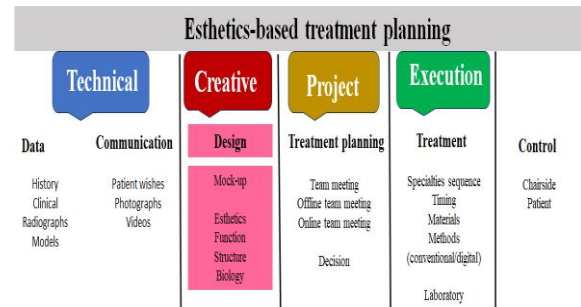 Esthetics-based treatment planning
Technical
Creative
Project
Execution
Data
Communication
Design
Treatment planning
Treatment
Control
History
Clinical
Radiographs
Models
Patient wishes
Photographs
Videos
Mock-up
Esthetics
Function
Structure
Biology
Team meeting
Offline team meeting
Online team meeting
Decision
Specialties sequence
Timing
Materials
Methods
(conventional/digital)
Laboratory
Chairside
Patient